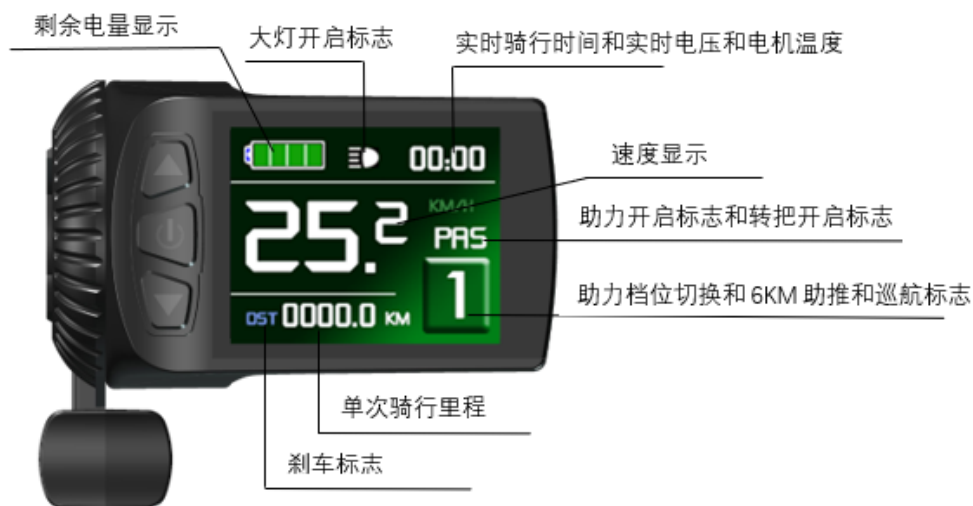 剩余电量显示
大灯开启标志
实时骑行时间和实时电压和电机温度
00:00
速度显示
25.2
KM/H
助力开启标志和转把开启标志
PAS
助力档位切换和 6KM 助推和巡航标志
1
DST 0000.0 KM
单次骑行里程
刹车标志